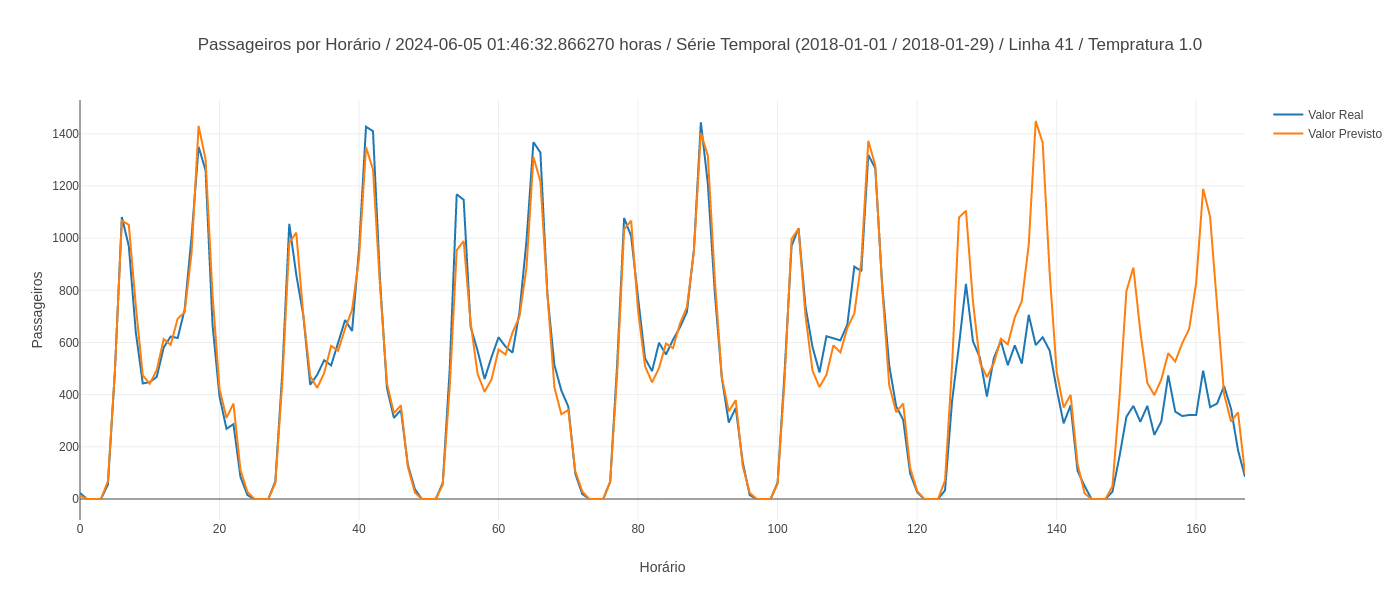 Passageiros por Horário / 2024-06-05 01:46:32.866270 horas / Série Temporal (2018-01-01 / 2018-01-29) / Linha 41 / Tempratura 1.0
Valor Real
Valor Previsto
1400
1200
1000
800
600
400
200
0
Passageiros
0 20 40 60 80 100 120 140 160
Horário